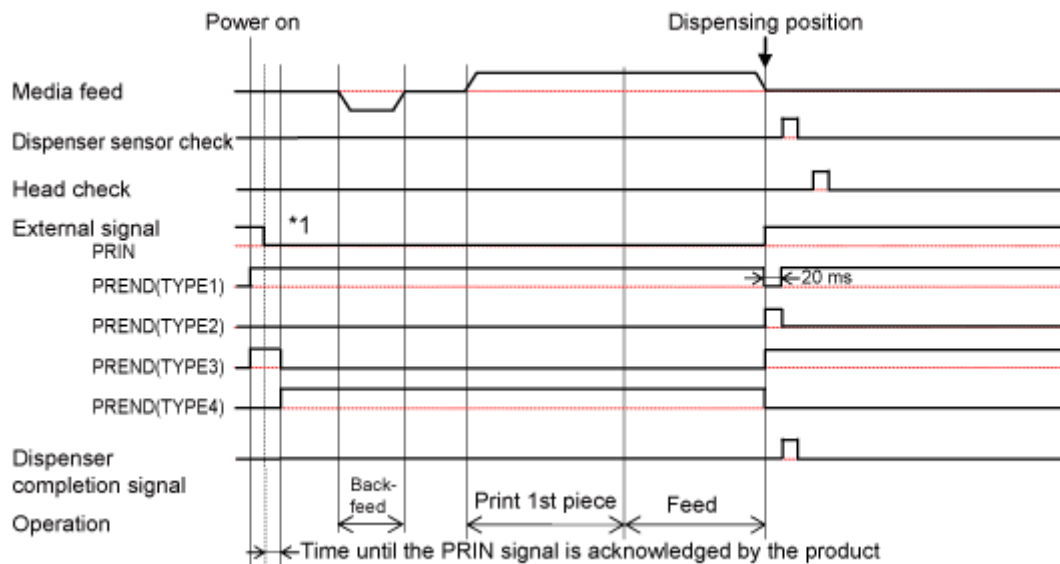 Power on
Dispensing position
Media feed
Dispenser sensor check
Head check
External signal
*1
PRIN
PREND(TYPE1)
20 ms
PREND(TYPE2)
PREND(TYPE3)
PREND(TYPE4)
Dispenser
completion signal
Back-
feed
Print 1st piece
Feed
Operation
Time until the PRIN signal is acknowledged by the product